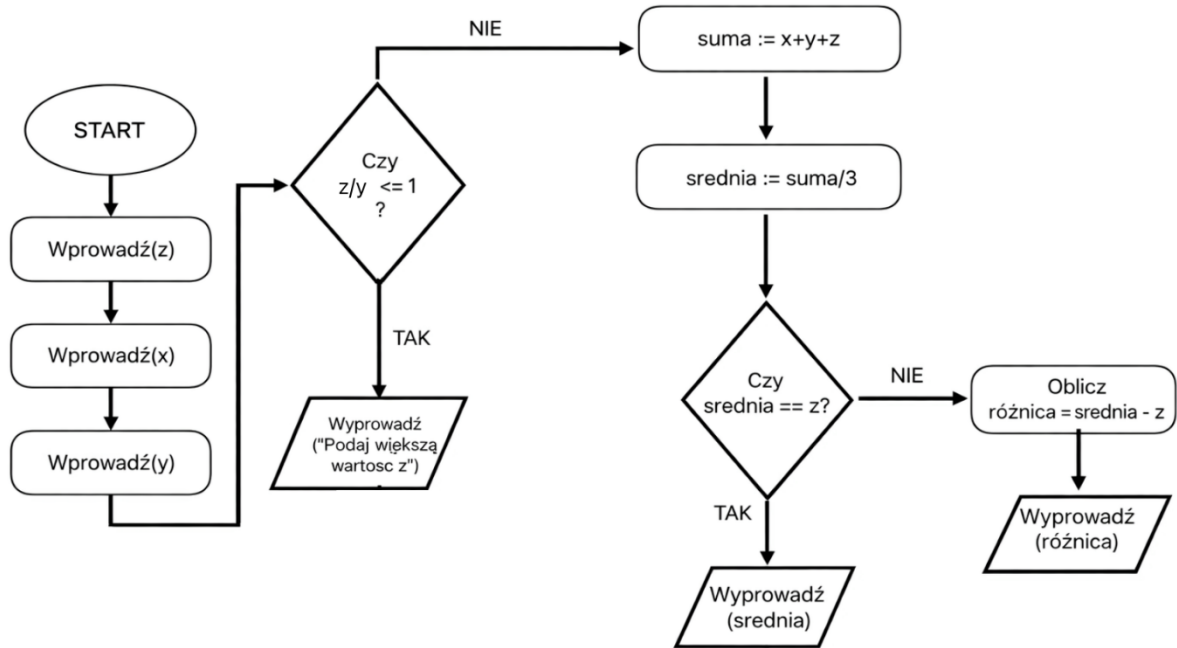 START
Wprowadź(z)
Wprowadź(x)
Wprowadź(y)
Czy
z/y <= 1
?
TAK
Wyprowadź
("Podaj większą
wartosc z")
NIE
suma := x+y+z
srednia := suma/3
Czy
srednia == z?
TAK
Wyprowadź
(srednia)
NIE
Oblicz
różnica = srednia - z
Wyprowadź
(różnica)